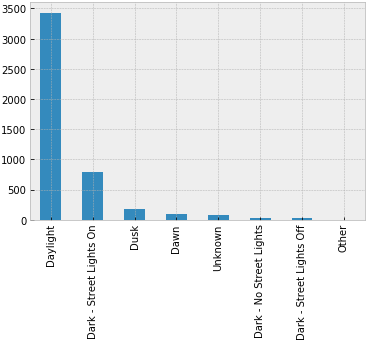 3500
3000
2500
2000
1500
1000
500
0
Daylight
Dark - Street Lights On
Dusk
Dawn
Unknown
Dark - No Street Lights
Dark - Street Lights Off
Other